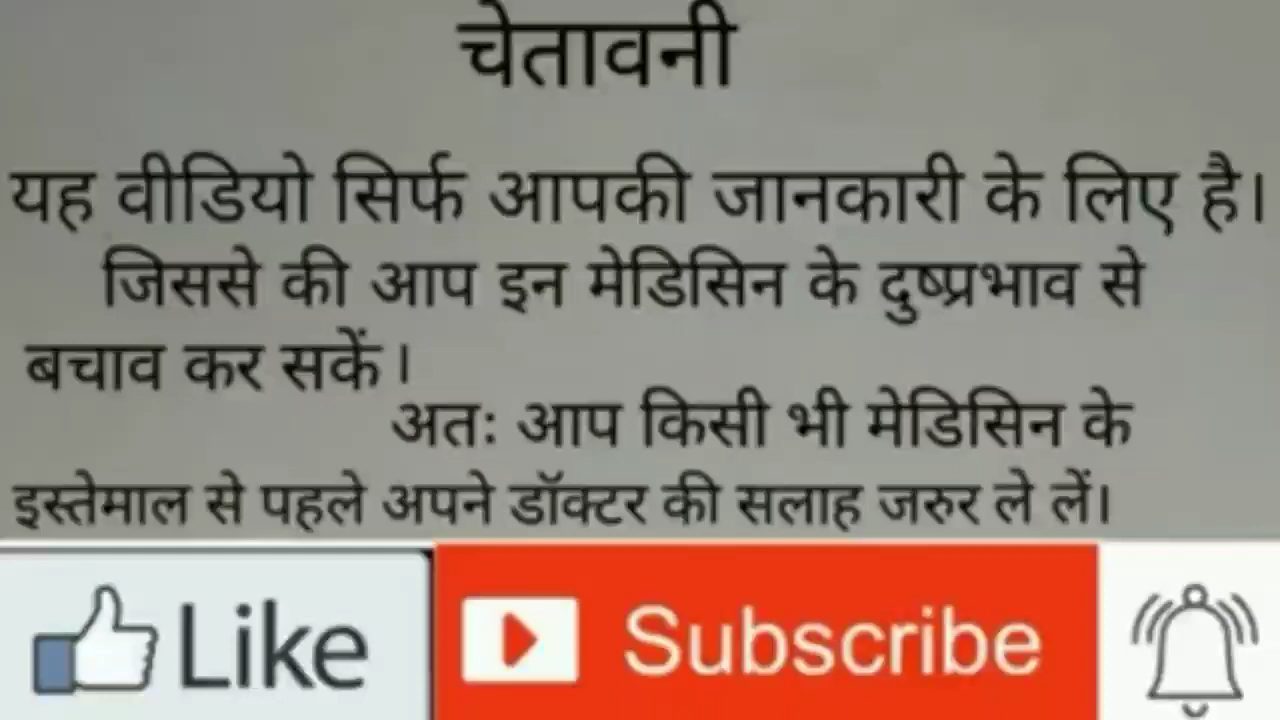 चेतावनी
यह वीडियो सिर्फ आपकी जानकारी के लिए है।
जिससे की आप इन मेडिसिन के दुष्प्रभाव से
बचाव कर सकें।
अतः आप किसी भी मेडिसिन के
इस्तेमाल से पहले अपने डॉक्टर की सलाह जरुर ले लें।
Like
Subscribe